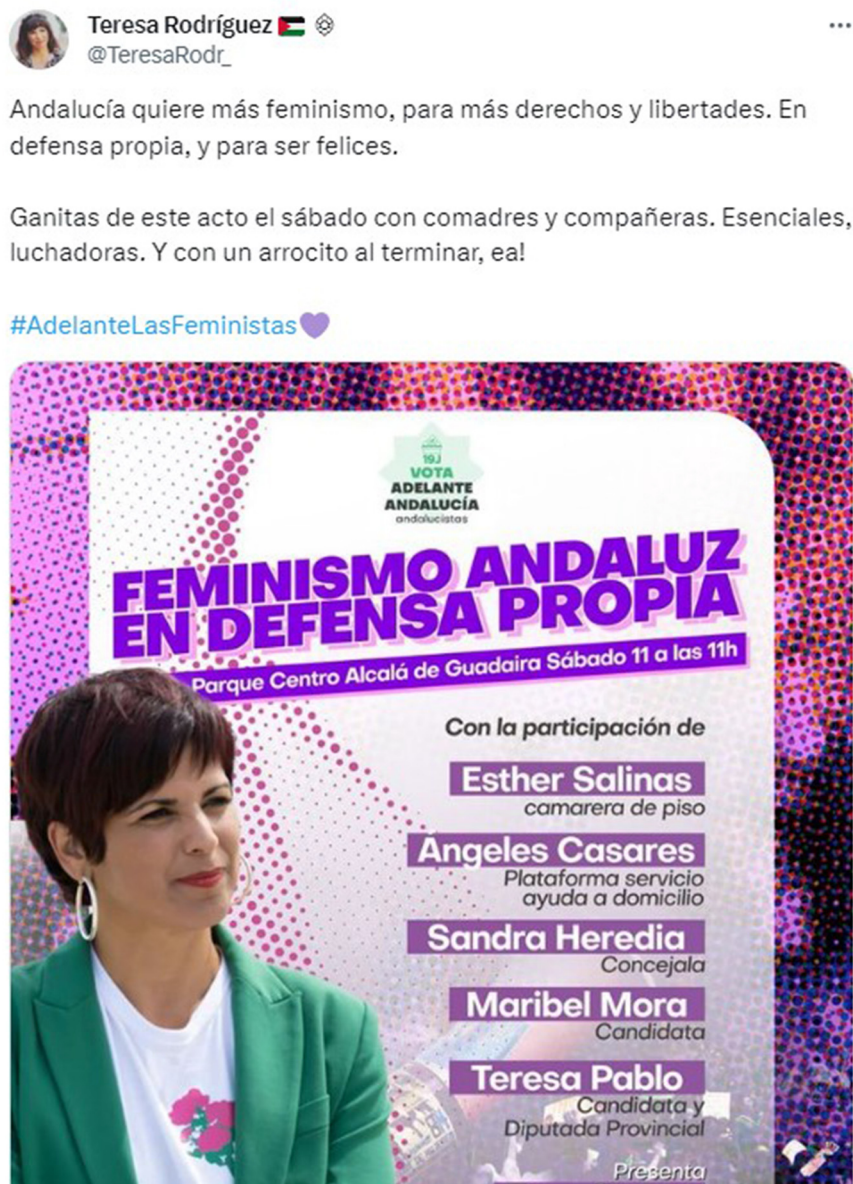 Teresa Rodríguez
@TeresaRodr_
Andalucía quiere más feminismo, para más derechos y libertades. En
defensa propia, y para ser felices.
Ganitas de este acto el sábado con comadres y compañeras. Esenciales,
luchadoras. Y con un arrocito al terminar, ea!
#AdelanteLasFeministas
19J
VOTA
ADELANTE
ANDALUCÍA
andalucistas
FEMINISMO ANDALUZ
EN DEFENSA PROPIA
Parque Centro Alcalá de Guadaira Sábado 11 a las 11h
Con la participación de
Esther Salinas
camarera de piso
Ángeles Casares
Plataforma servicio
ayuda a domicilio
Sandra Heredia
Concejala
Maribel Mora
Candidata
Teresa Pablo
Candidata y
Diputada Provincial
Presenta